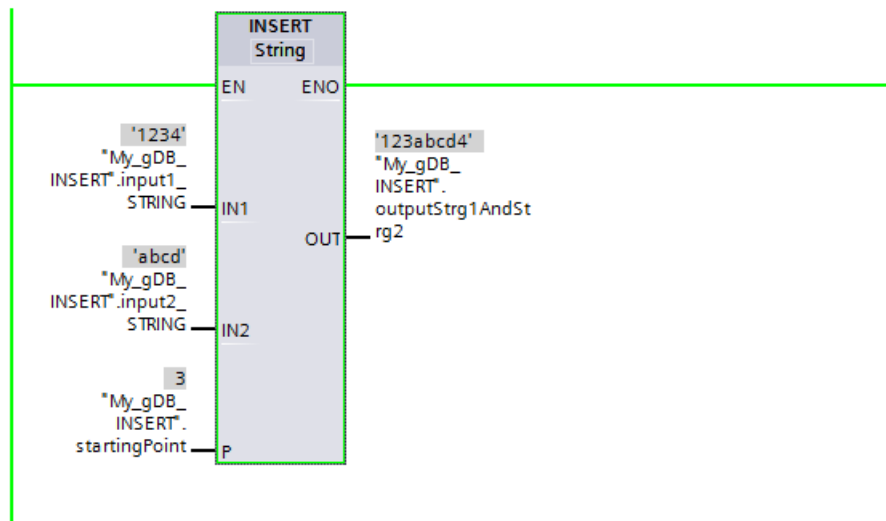 INSERT
String
EN ENO
'1234'
"My_gDB_
INSERT".input1_
STRING
IN1
'123abcd4'
"My_gDB_
INSERT".
outputStrg1AndSt
rg2
OUT
'abcd'
"My_gDB_
INSERT".input2_
STRING
IN2
3
"My_gDB_
INSERT".
startingPoint
P